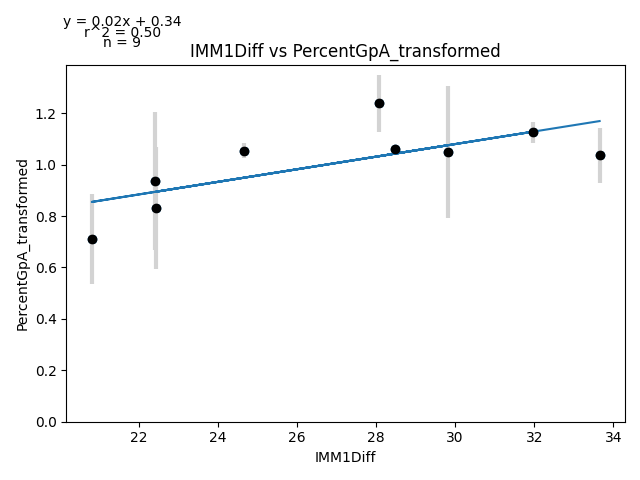 y = 0.02x + 0.34
r^2 = 0.50
n = 9
IMM1Diff vs PercentGpA_transformed
PercentGpA_transformed
1.2
1.0
0.8
0.6
0.4
0.2
0.0
22
24
26
28
30
32
34
IMM1Diff